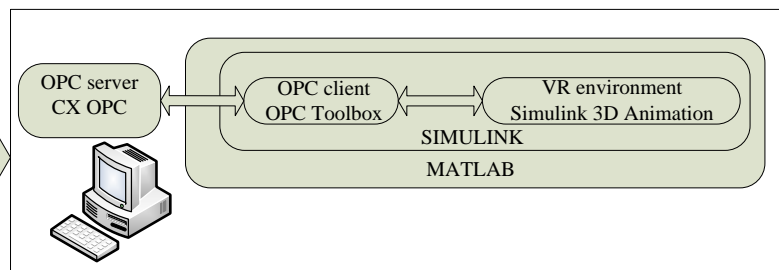 OPC server
CX OPC
OPC client
OPC Toolbox
VR environment
Simulink 3D Animation
SIMULINK
MATLAB